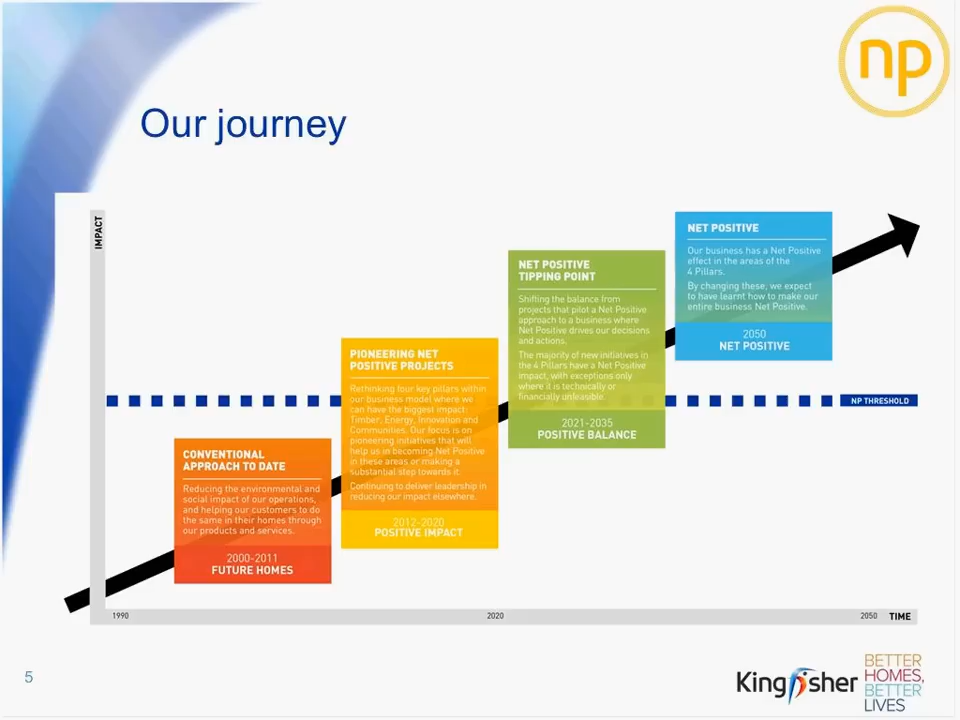 np
Our journey
IMPACT
NET POSITIVE
Our business has a Net Positive
effect in the areas of the
4 Pillars.
By changing these, we expect
to have learnt how to make our
entire business Net Positive.
2050
NET POSITIVE
NET POSITIVE
TIPPING POINT
Shifting the balance from
projects that pilot a Net Positive
approach to a business where
Net Positive drives our decisions
and actions.
The majority of new initiatives in
the 4 Pillars have a Net Positive
impact, with exceptions only
where it is technically or
financially unfeasible.
2021-2035
POSITIVE BALANCE
PIONEERING NET
POSITIVE PROJECTS
Rethinking four key pillars within
our business model where we
can have the biggest impact:
Timber, Energy, Innovation and
Communities. Our focus is on
pioneering initiatives that will
help us in becoming Net Positive
in these areas or making a
substantial step towards it.
Continuing to deliver leadership in
reducing our impact elsewhere.
2012-2020
POSITIVE IMPACT
NP THRESHOLD
CONVENTIONAL
APPROACH TO DATE
Reducing the environmental and
social impact of our operations,
and helping our customers to do
the same in their homes through
our products and services.
2000-2011
FUTURE HOMES
1990 2020 2050 TIME
5
Kingfisher
BETTER
HOMES,
BETTER
LIVES